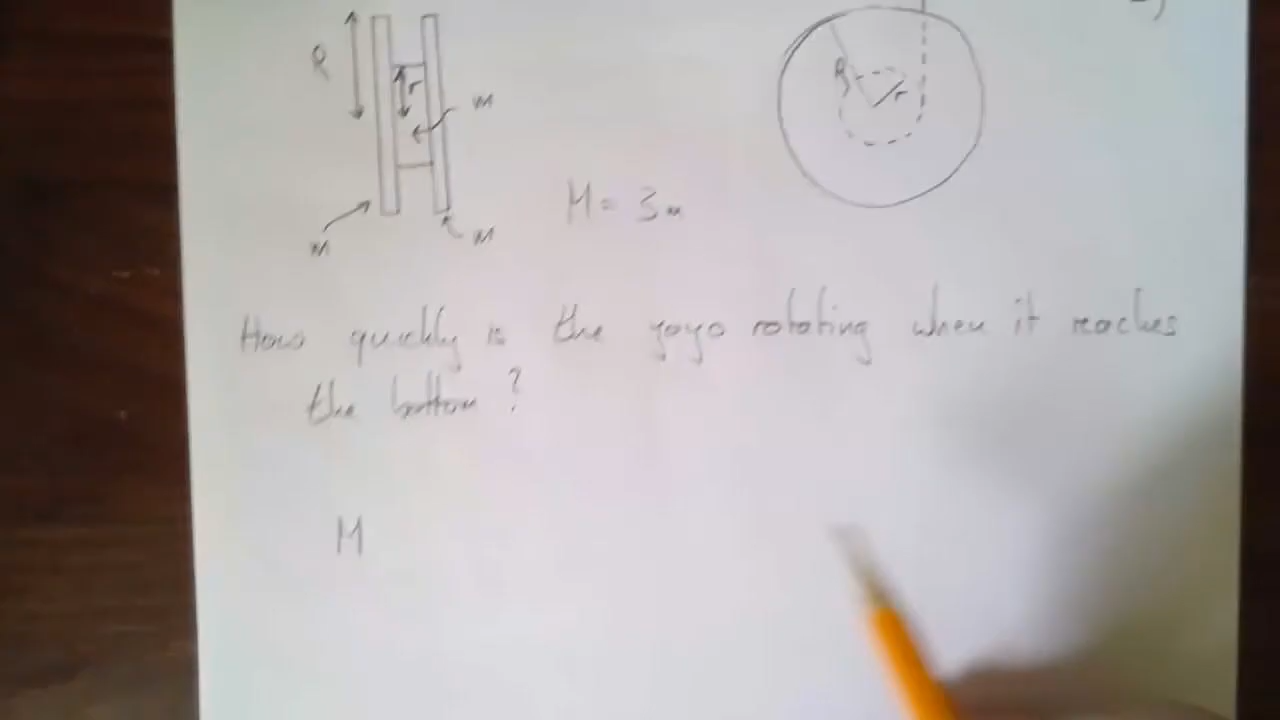 R
r
m
R
r
m
m
M = 3m
How quickly is the yoyo rotating when it reaches
the bottom ?
M